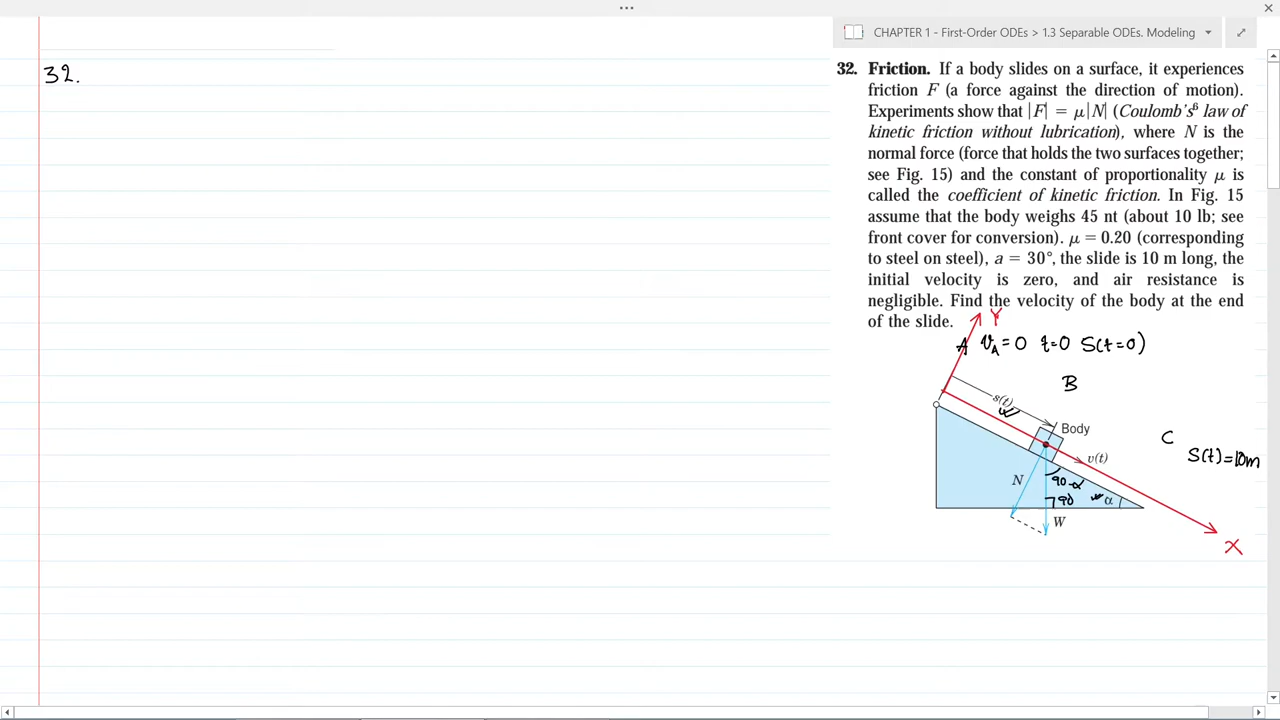 CHAPTER 1 - First-Order ODEs > 1.3 Separable ODEs. Modeling
32.
32. Friction. If a body slides on a surface, it experiences
friction F (a force against the direction of motion).
Experiments show that |F| = μ|N| (Coulomb's⁶ law of
kinetic friction without lubrication), where N is the
normal force (force that holds the two surfaces together;
see Fig. 15) and the constant of proportionality μ is
called the coefficient of kinetic friction. In Fig. 15
assume that the body weighs 45 nt (about 10 lb; see
front cover for conversion). μ = 0.20 (corresponding
to steel on steel), a = 30°, the slide is 10 m long, the
initial velocity is zero, and air resistance is
negligible. Find the velocity of the body at the end
of the slide.
Y
A V_A = 0 t=0 S(t=0)
B
s(t)
Body
C
S(t)=10m
v(t)
N
90-α
90
α
W
X